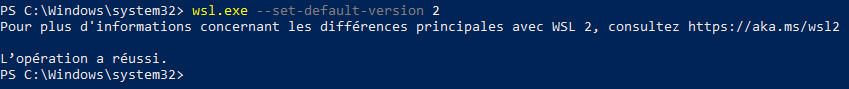 PS C:\Windows\system32> wsl.exe --set-default-version 2
Pour plus d'informations concernant les différences principales avec WSL 2, consultez https://aka.ms/wsl2
L’opération a réussi.
PS C:\Windows\system32>